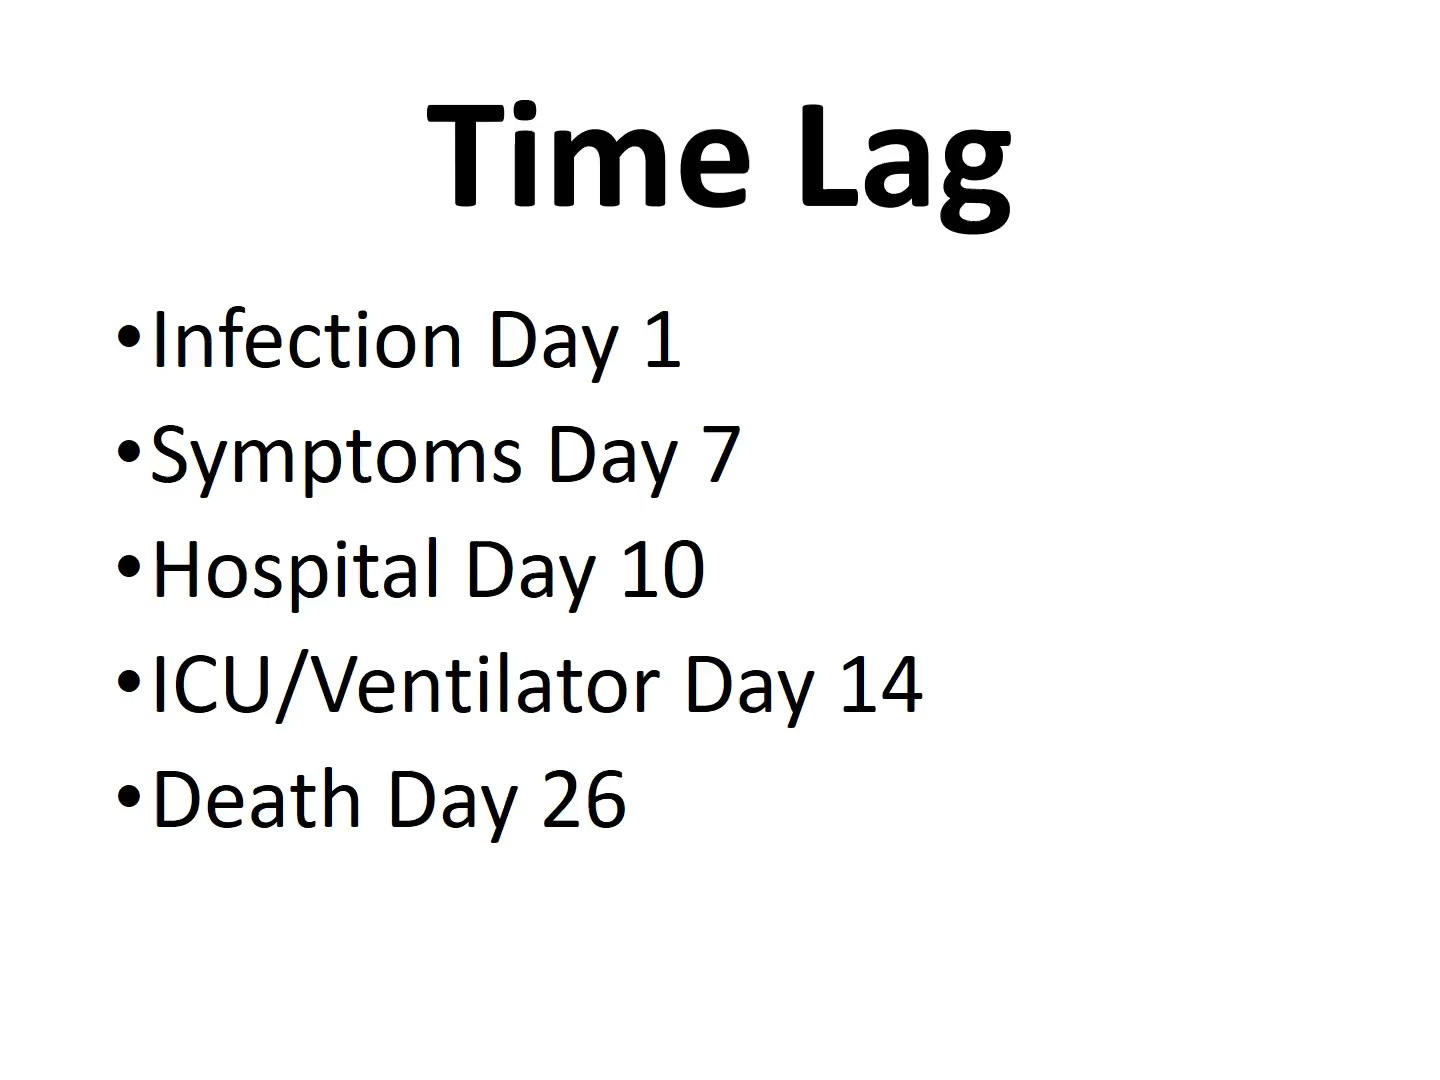 Time Lag
•Infection Day 1
•Symptoms Day 7
•Hospital Day 10
•ICU/Ventilator Day 14
•Death Day 26